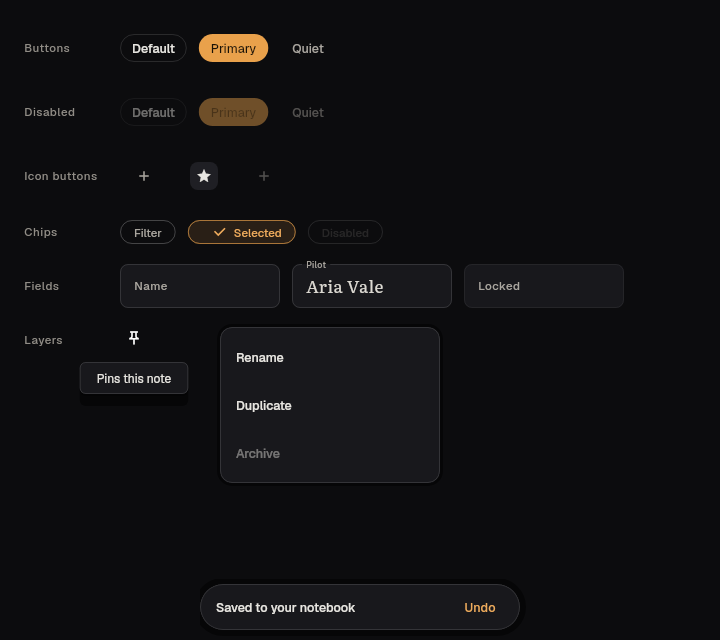 Buttons
Default
Primary
Quiet
Disabled
Default
Primary
Quiet
Icon buttons
Chips
Filter
Selected
Disabled
Fields
Name
Pilot
Aria Vale
Locked
Layers
Pins this note
Rename
Duplicate
Archive
Saved to your notebook
Undo